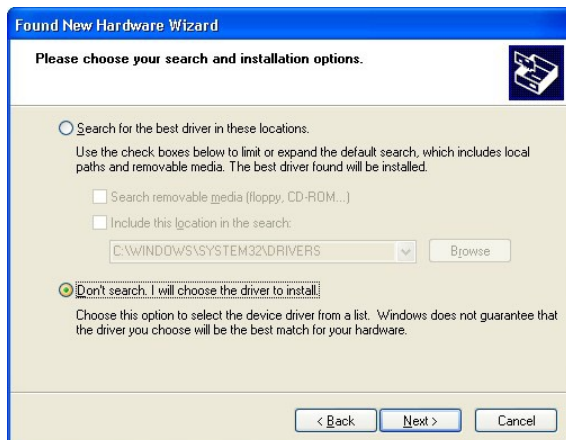 Found New Hardware Wizard
Please choose your search and installation options.
Search for the best driver in these locations.
Use the check boxes below to limit or expand the default search, which includes local
paths and removable media. The best driver found will be installed.
Search removable media (floppy, CD-ROM...)
Include this location in the search:
C:\WINDOWS\SYSTEM32\DRIVERS
Browse
Don't search. I will choose the driver to install.
Choose this option to select the device driver from a list. Windows does not guarantee that
the driver you choose will be the best match for your hardware.
< Back
Next >
Cancel